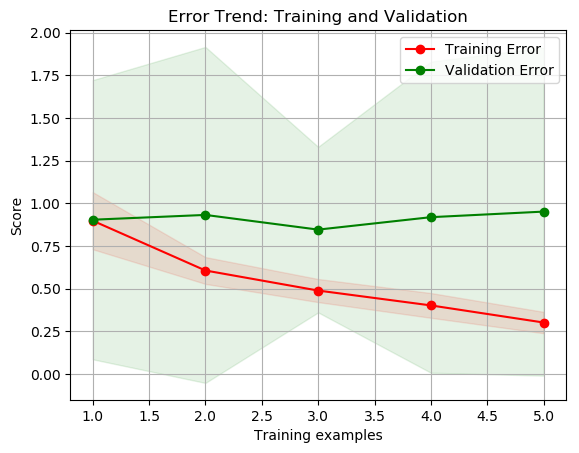 Error Trend: Training and Validation
2.00
1.75
1.50
1.25
1.00
0.75
0.50
0.25
0.00
Score
Training Error
Validation Error
1.0 1.5 2.0 2.5 3.0 3.5 4.0 4.5 5.0
Training examples